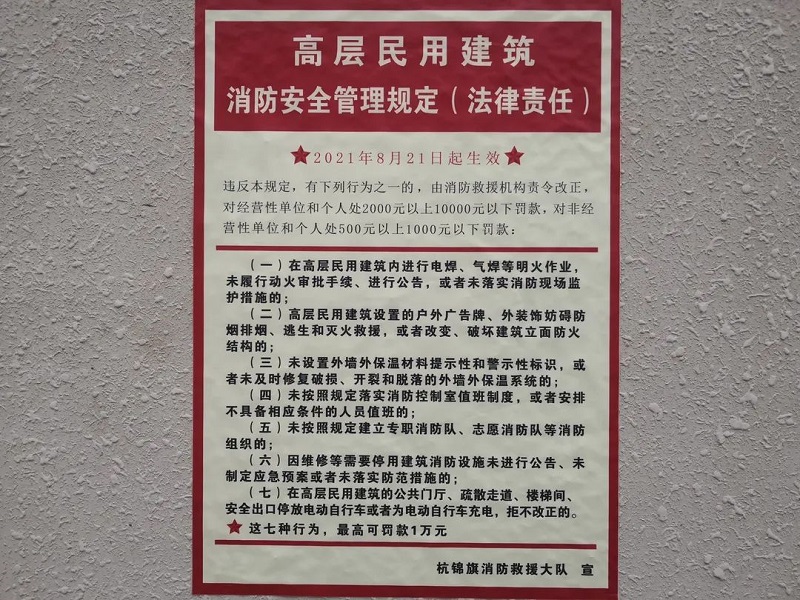 高层民用建筑
消防安全管理规定（法律责任）
★2021年8月21日起生效★
违反本规定，有下列行为之一的，由消防救援机构责令改正，
对经营性单位和个人处2000元以上10000元以下罚款，对非经
营性单位和个人处500元以上1000元以下罚款：
（一）在高层民用建筑内进行电焊、气焊等明火作业，
未履行动火审批手续、进行公告，或者未落实消防现场监
护措施的；
（二）高层民用建筑设置的户外广告牌、外装饰妨碍防
烟排烟、逃生和灭火救援，或者改变、破坏建筑立面防火
结构的；
（三）未设置外墙外保温材料提示性和警示性标识，或
者未及时修复破损、开裂和脱落的外墙外保温系统的；
（四）未按照规定落实消防控制室值班制度，或者安排
不具备相应条件的人员值班的；
（五）未按照规定建立专职消防队、志愿消防队等消防
组织的；
（六）因维修等需要停用建筑消防设施未进行公告、未
制定应急预案或者未落实防范措施的；
（七）在高层民用建筑的公共门厅、疏散走道、楼梯间、
安全出口停放电动自行车或者为电动自行车充电，拒不改正的。
★ 这七种行为，最高可罚款1万元
杭锦旗消防救援大队 宣